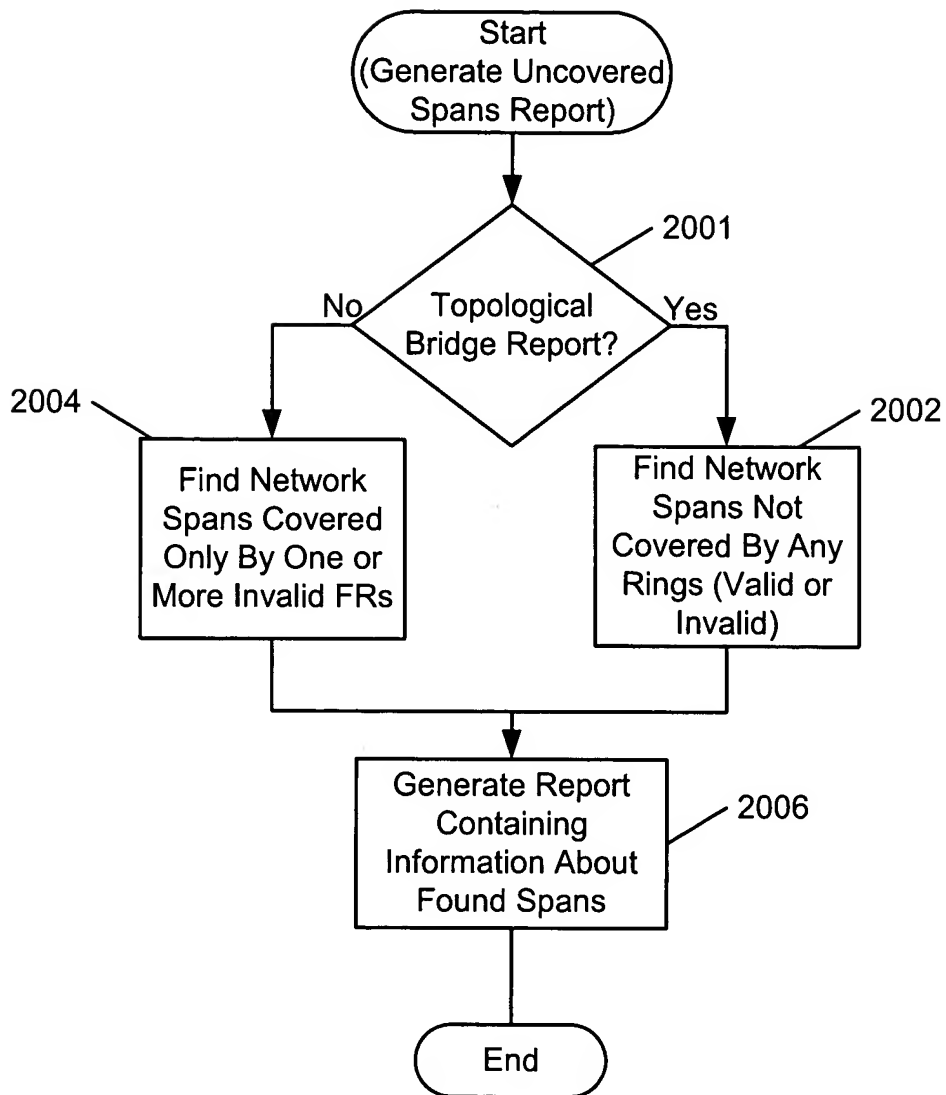 Start
(Generate Uncovered
Spans Report)
2001
No
Topological
Bridge Report?
Yes
2004
2002
Find Network
Spans Covered
Only By One or
More Invalid FRs
Find Network
Spans Not
Covered By Any
Rings (Valid or
Invalid)
Generate Report
Containing
Information About
Found Spans
2006
End